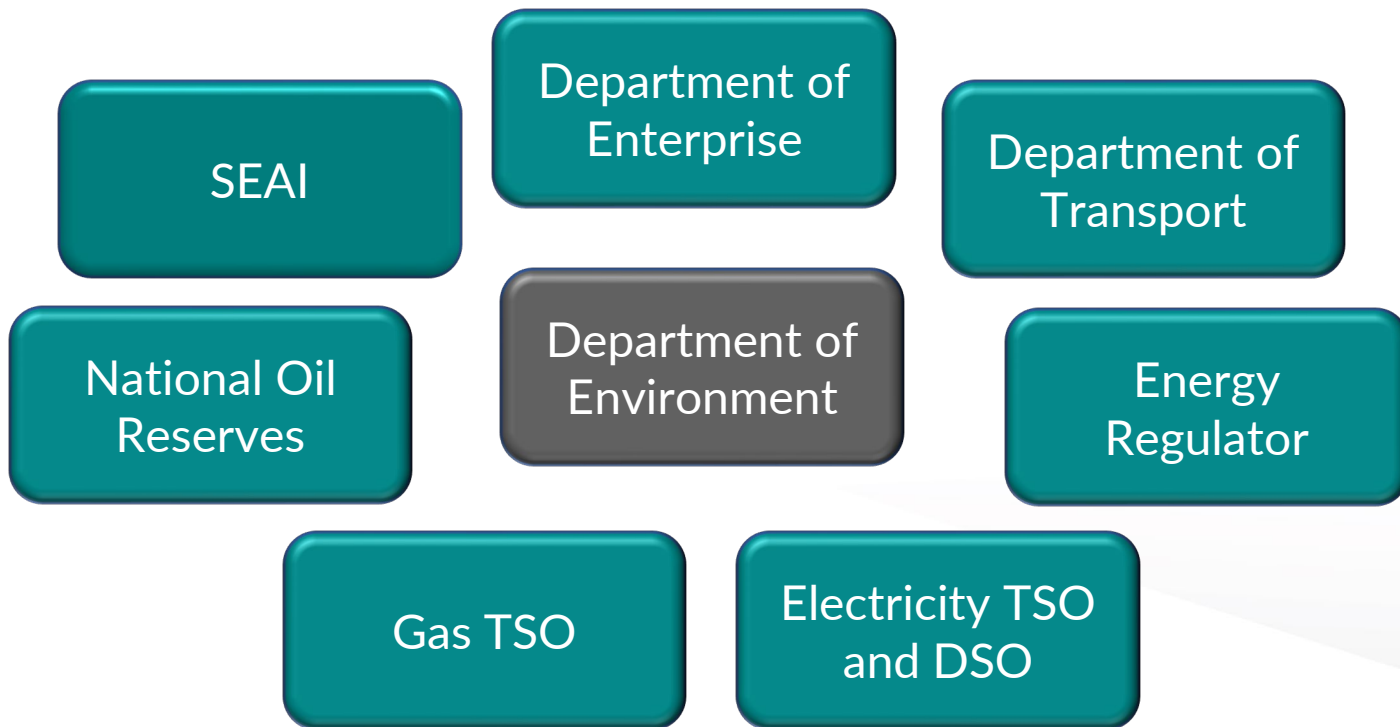 Department of
Enterprise
SEAI
Department of
Transport
National Oil
Reserves
Department of
Environment
Energy
Regulator
Gas TSO
Electricity TSO
and DSO